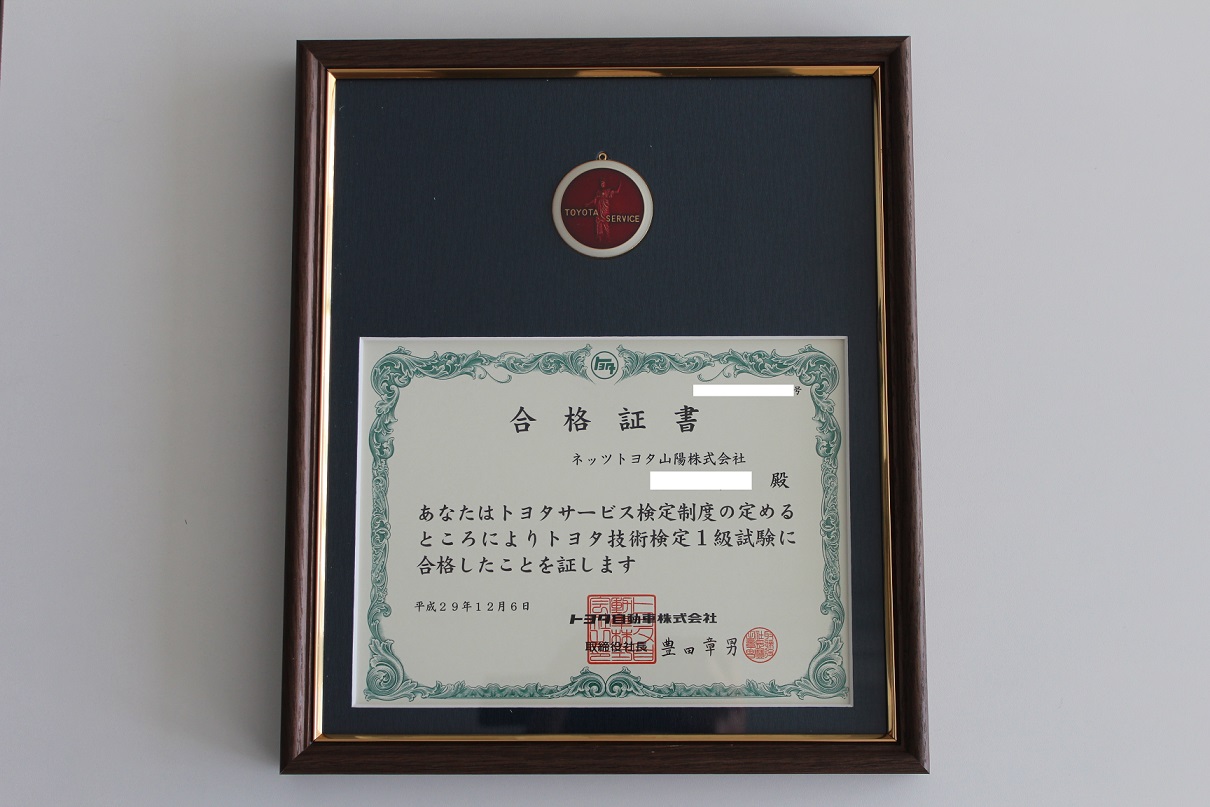 TOYOTA SERVICE
トヨタ
号
合格証書
ネッツトヨタ山陽株式会社
殿
あなたはトヨタサービス検定制度の定める
ところによりトヨタ技術検定1級試験に
合格したことを証します
平成29年12月6日
トヨタ自動車株式会社
取締役社長 豊田章男